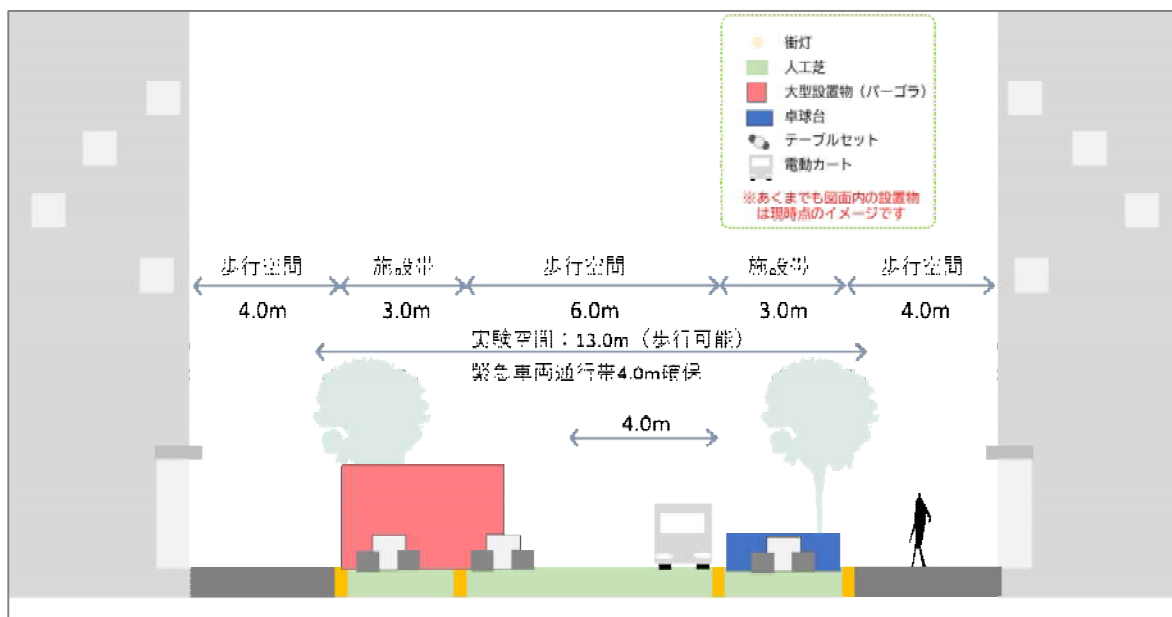 街灯
人工芝
大型設置物（パーゴラ）
卓球台
テーブルセット
電動カート
※あくまでも図面内の設置物
は現時点のイメージです
歩行空間 施設帯 歩行空間 施設帯 歩行空間
4.0m 3.0m 6.0m 3.0m 4.0m
実験空間：13.0m（歩行可能）
緊急車両通行帯4.0m確保
4.0m